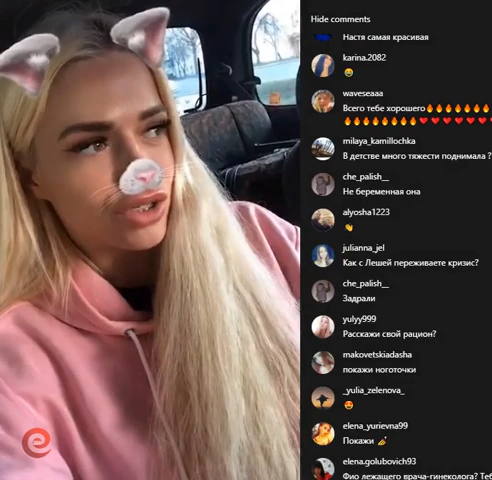 Hide comments
Настя самая красивая
karina.2082
😭
waveseaaa
Всего тебе хорошего🔥🔥🔥🔥🔥🔥🔥
🔥🔥🔥🔥🔥🔥🔥🔥❤️❤️❤️❤️❤️❤️
milaya_kamillochka
В детстве много тяжести поднимала ?
che_palish__
Не беременная она
alyosha1223
👏
julianna_jel
Как с Лешей переживаете кризис?
che_palish__
Задрали
yulyy999
Расскажи свой рацион?
makovetskiadasha
покажи ноготочки
_yulia_zelenova_
😍
elena_yurievna99
Покажи 💅
elena.golubovich93
Фио лежащего врача-гинеколога?